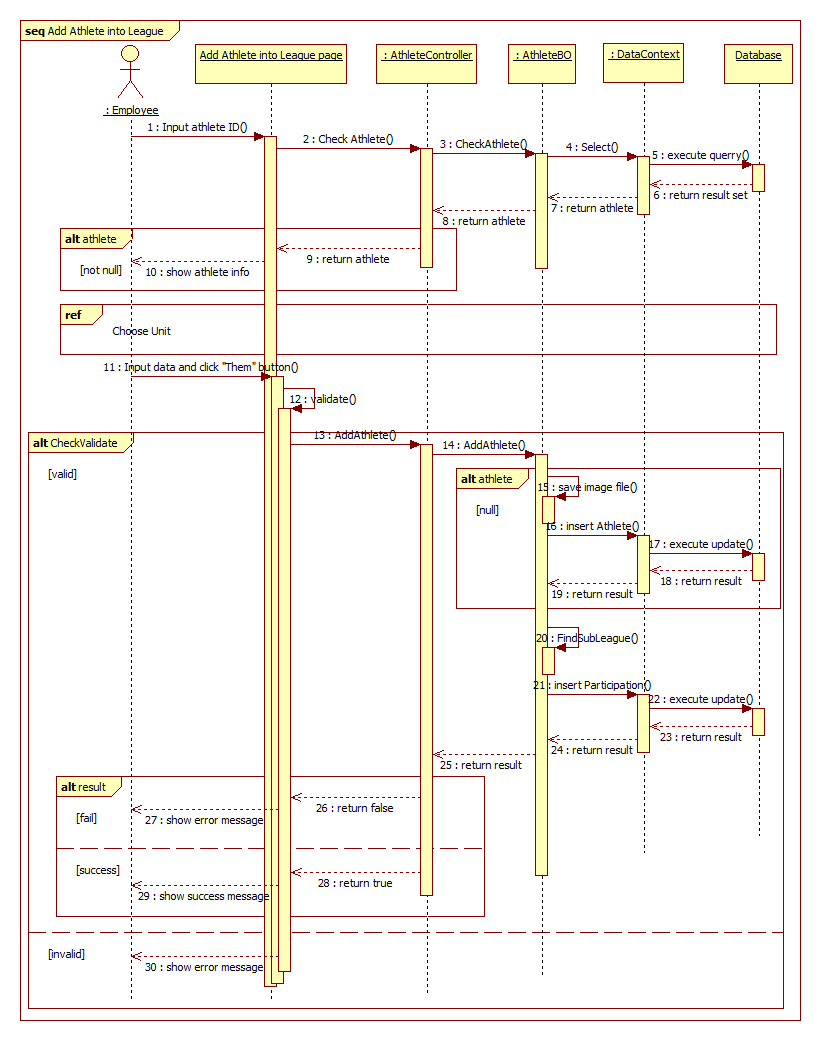 seq Add Athlete into League
Add Athlete into League page
: AthleteController
: AthleteBO
: DataContext
Database
: Employee
1 : Input athlete ID()
2 : Check Athlete()
3 : CheckAthlete()
4 : Select()
5 : execute querry()
6 : return result set
7 : return athlete
8 : return athlete
alt athlete
9 : return athlete
[not null]
10 : show athlete info
ref
Choose Unit
11 : Input data and click "Them" button()
12 : validate()
alt CheckValidate
13 : AddAthlete()
14 : AddAthlete()
[valid]
alt athlete
15 : save image file()
[null]
16 : insert Athlete()
17 : execute update()
18 : return result
19 : return result
20 : FindSubLeague()
21 : insert Participation()
22 : execute update()
23 : return result
24 : return result
25 : return result
alt result
26 : return false
[fail]
27 : show error message
[success]
28 : return true
29 : show success message
[invalid]
30 : show error message